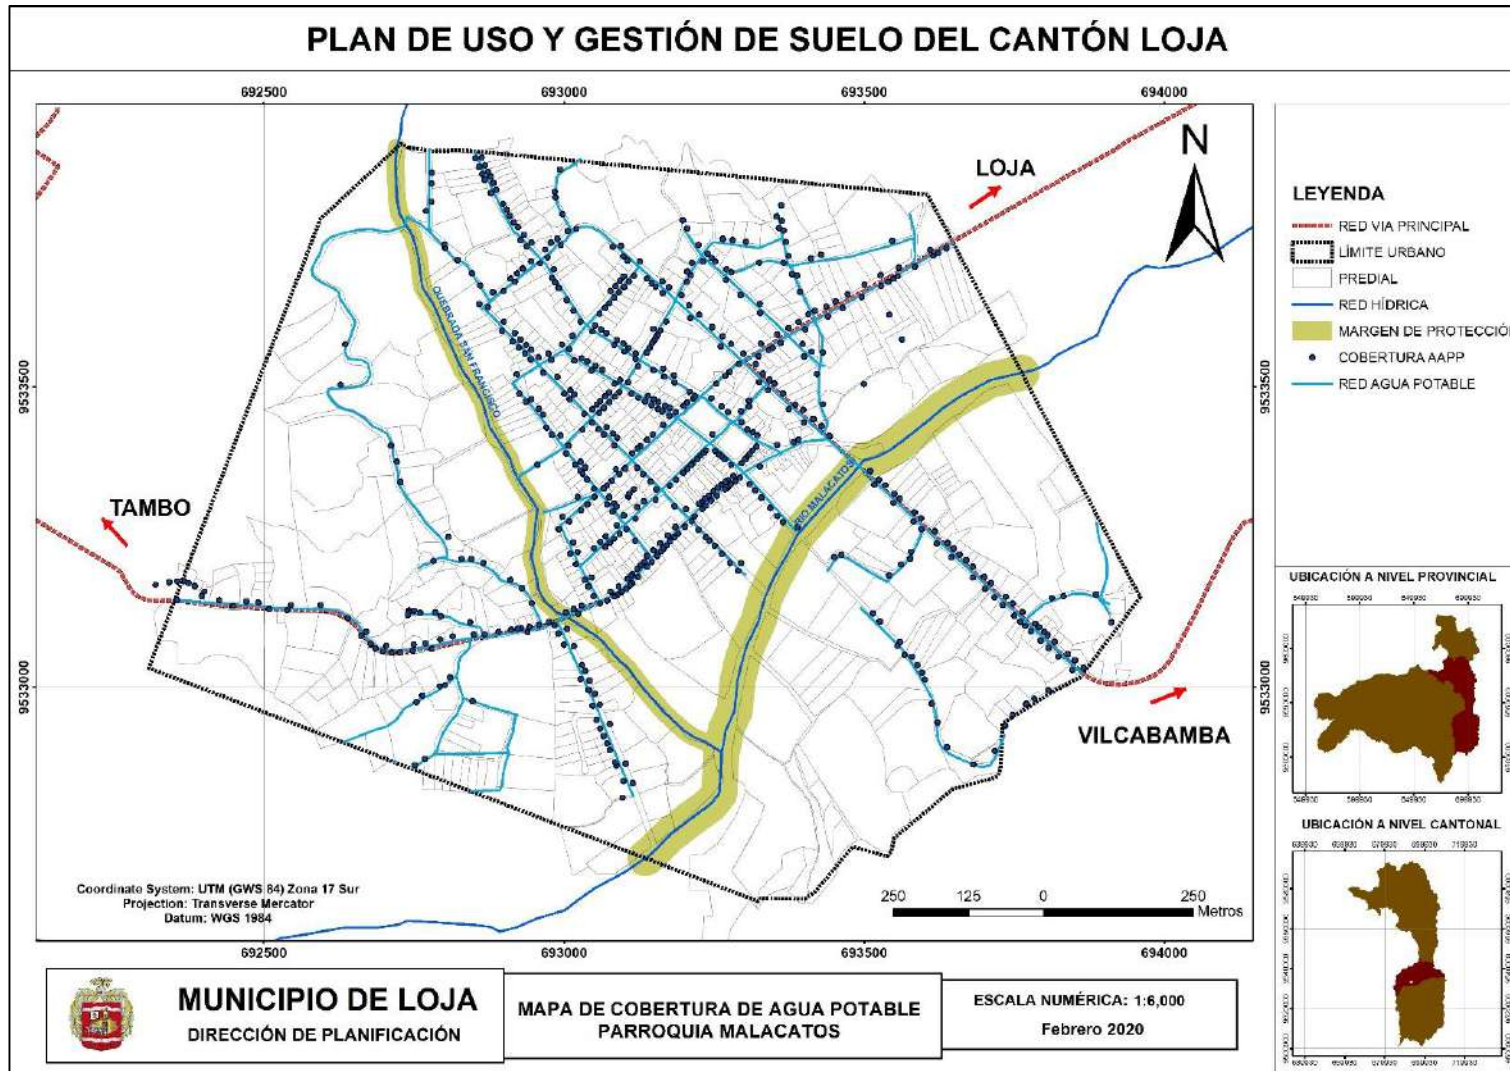 PLAN DE USO Y GESTIÓN DE SUELO DEL CANTÓN LOJA
692500 693000 693500 694000
N
LOJA
LEYENDA
RED VIA PRINCIPAL
LÍMITE URBANO
PREDIAL
RED HÍDRICA
MARGEN DE PROTECCIÓN
COBERTURA AAPP
RED AGUA POTABLE
QUEBRADA SAN FRANCISCO
9533500 9533500
RIO MALACATOS
TAMBO
9533000 9533000
VILCABAMBA
UBICACIÓN A NIVEL PROVINCIAL
UBICACIÓN A NIVEL CANTONAL
Coordinate System: UTM (GWS 84) Zona 17 Sur
Projection: Transverse Mercator
Datum: WGS 1984
250 125 0 250
Metros
692500 693000 693500 694000
MUNICIPIO DE LOJA
DIRECCIÓN DE PLANIFICACIÓN
MAPA DE COBERTURA DE AGUA POTABLE
PARROQUIA MALACATOS
ESCALA NUMÉRICA: 1:6,000
Febrero 2020